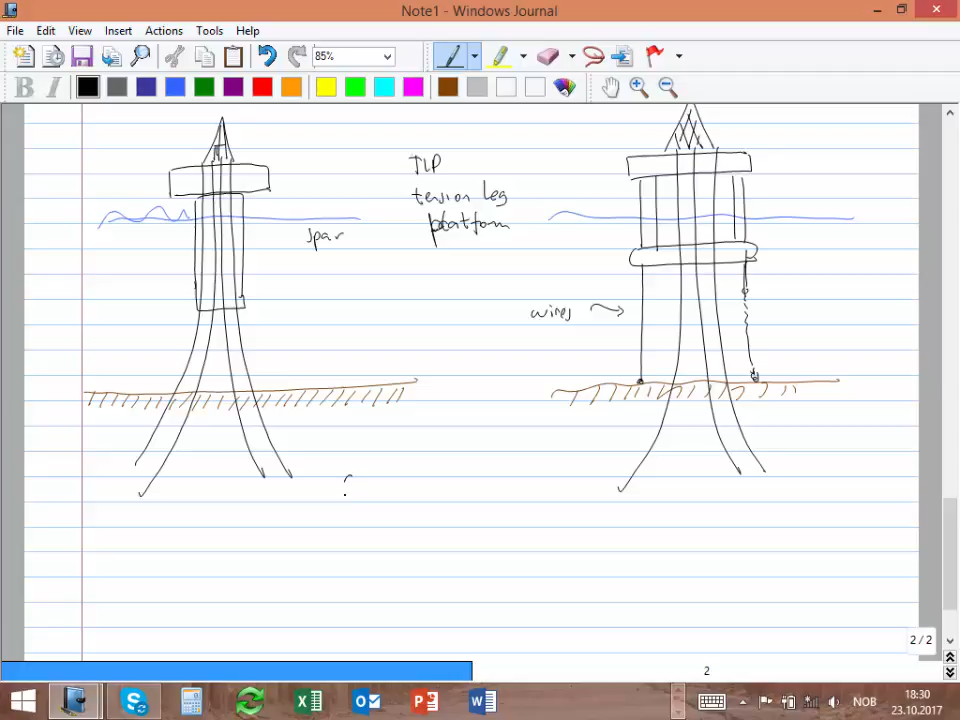 Note1 - Windows Journal
File Edit View Insert Actions Tools Help
85%
B I
TLP
tension leg
platform
spar
wires
2 / 2
2
NOB
18:30
23.10.2017